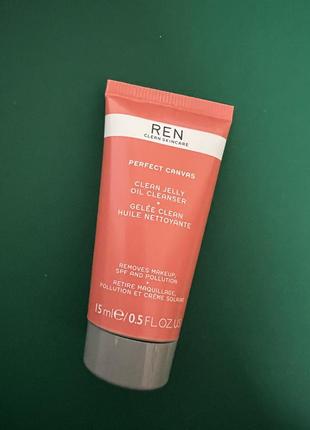 REN
CLEAN SKINCARE
PERFECT CANVAS
CLEAN JELLY
OIL CLEANSER
•
GELÉE CLEAN
HUILE NETTOYANTE
REMOVES MAKEUP,
SPF AND POLLUTION
•
RETIRE MAQUILLAGE,
POLLUTION ET CRÈME SOLAIRE
15 ml ℮/0.5 FL.OZ US